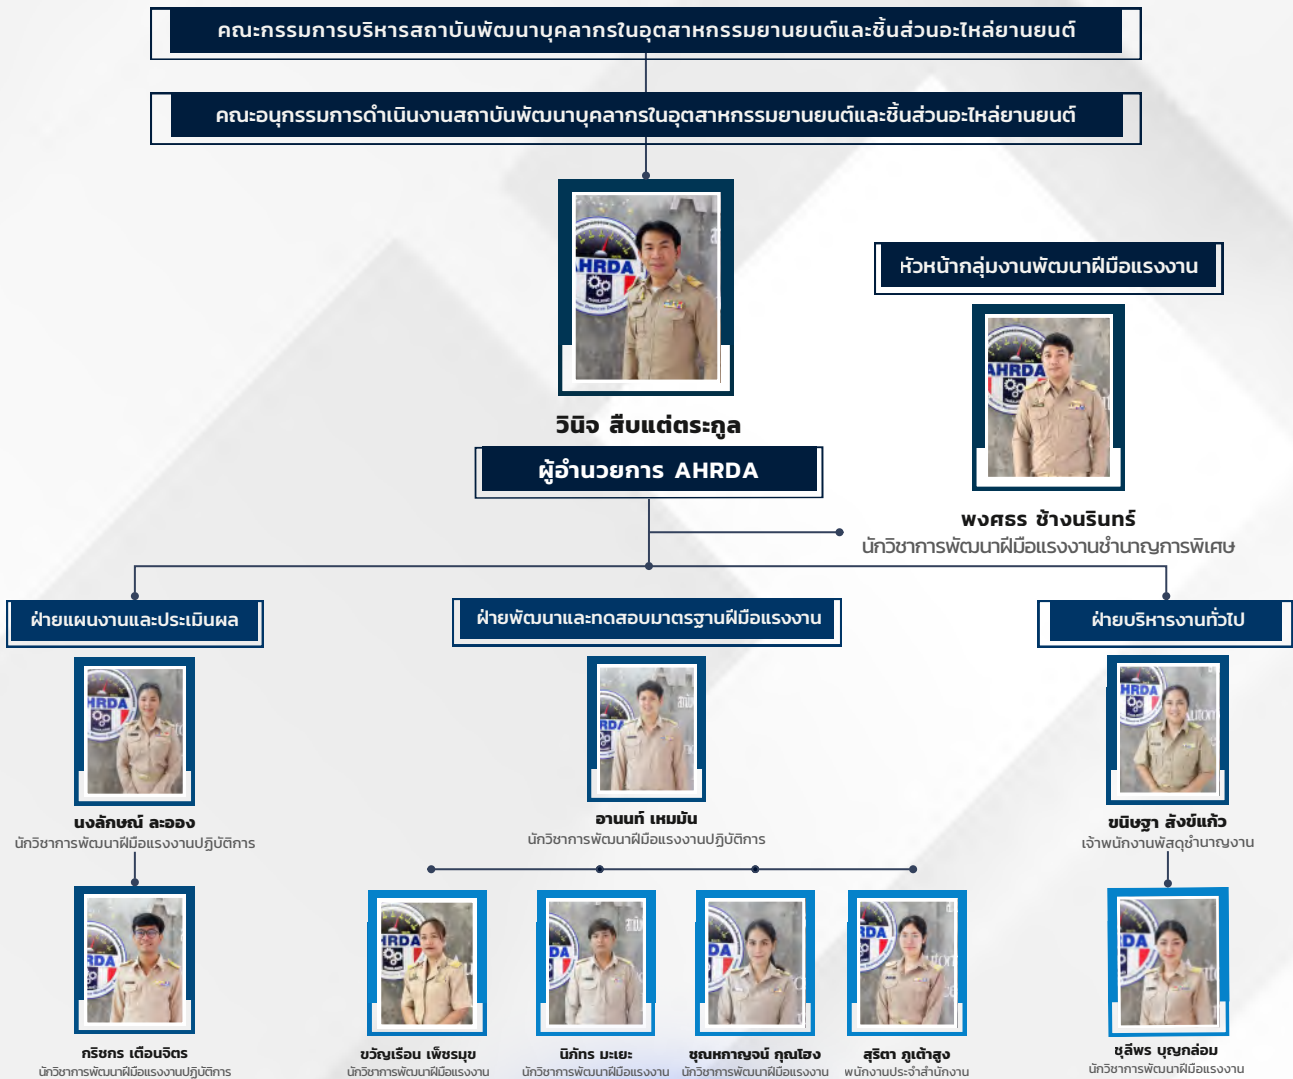 คณะกรรมการบริหารสถาบันพัฒนาบุคลากรในอุตสาหกรรมยานยนต์และชิ้นส่วนอะไหล่ยานยนต์
คณะอนุกรรมการดำเนินงานสถาบันพัฒนาบุคลากรในอุตสาหกรรมยานยนต์และชิ้นส่วนอะไหล่ยานยนต์
AHRDA
วินิจ สืบแต่ตระกูล
ผู้อำนวยการ AHRDA
หัวหน้ากลุ่มงานพัฒนาฝีมือแรงงาน
AHRDA
พงศธร ช้างนรินทร์
นักวิชาการพัฒนาฝีมือแรงงานชำนาญการพิเศษ
ฝ่ายแผนงานและประเมินผล
นงลักษณ์ ละออง
นักวิชาการพัฒนาฝีมือแรงงานปฏิบัติการ
กริชกร เตือนจิตร
นักวิชาการพัฒนาฝีมือแรงงานปฏิบัติการ
ฝ่ายพัฒนาและทดสอบมาตรฐานฝีมือแรงงาน
อานนท์ เหมมัน
นักวิชาการพัฒนาฝีมือแรงงานปฏิบัติการ
ขวัญเรือน เพ็ชรมุข
นักวิชาการพัฒนาฝีมือแรงงาน
นิภัทร มะเยะ
นักวิชาการพัฒนาฝีมือแรงงาน
ชุณหกาญจน์ กุณโฮง
นักวิชาการพัฒนาฝีมือแรงงาน
สุริตา ภูเต้าสูง
พนักงานประจำสำนักงาน
ฝ่ายบริหารงานทั่วไป
ขนิษฐา สังข์แก้ว
เจ้าพนักงานพัสดุชำนาญงาน
ชุลีพร บุญกล่อม
นักวิชาการพัฒนาฝีมือแรงงาน